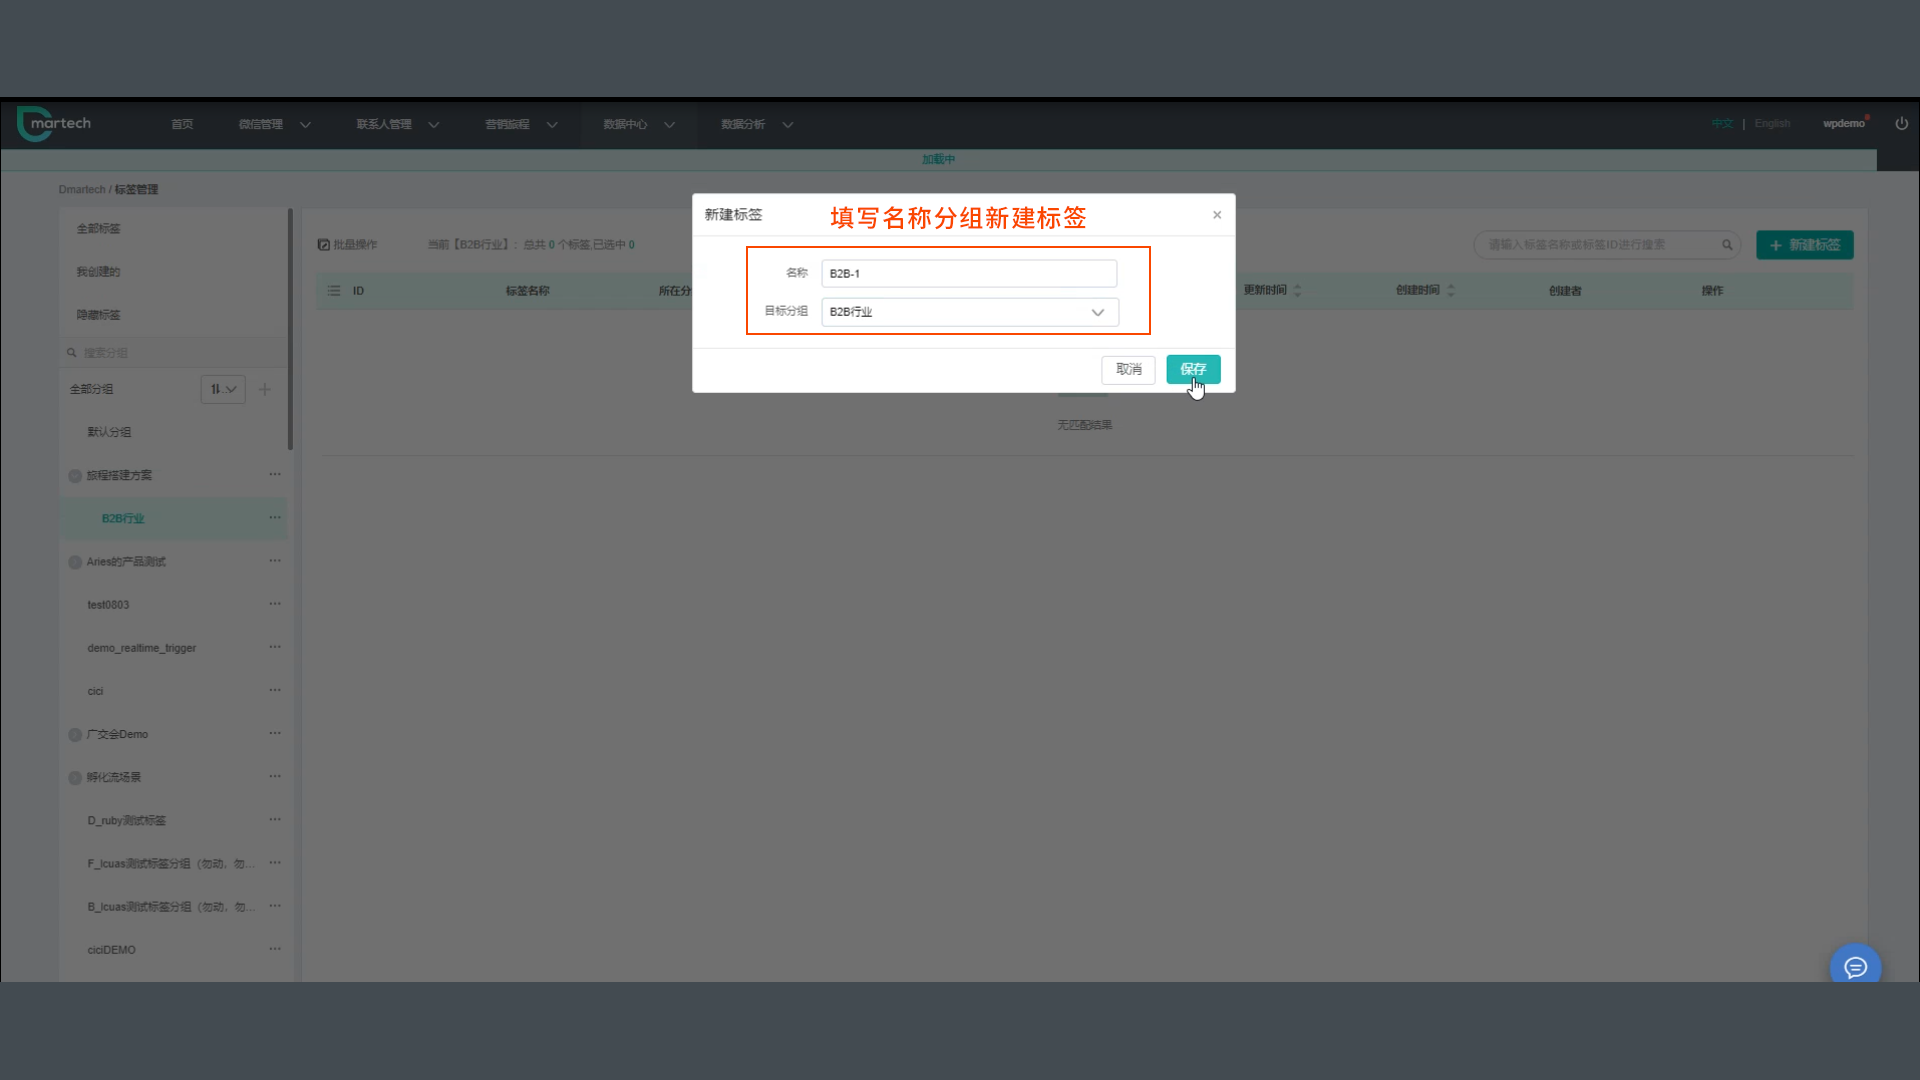 martech
首页
微信管理
联系人管理
营销旅程
数据中心
数据分析
中文 | English
wpdemo
加载中
Dmartech / 标签管理
全部标签
我创建的
隐藏标签
搜索分组
全部分组
默认分组
旅程搭建方案
B2B行业
Aries的产品测试
test0803
demo_realtime_trigger
cici
广交会Demo
孵化流场景
D_ruby测试标签
F_lcuas测试标签分组（勿动，勿...
B_lcuas测试标签分组（勿动，勿...
ciciDEMO
批量操作
当前【B2B行业】：总共 0 个标签,已选中 0
请输入标签名称或标签ID进行搜索
+ 新建标签
ID
标签名称
所在分
更新时间
创建时间
创建者
操作
无匹配结果
新建标签
填写名称分组新建标签
×
名称
B2B-1
目标分组
B2B行业
取消
保存